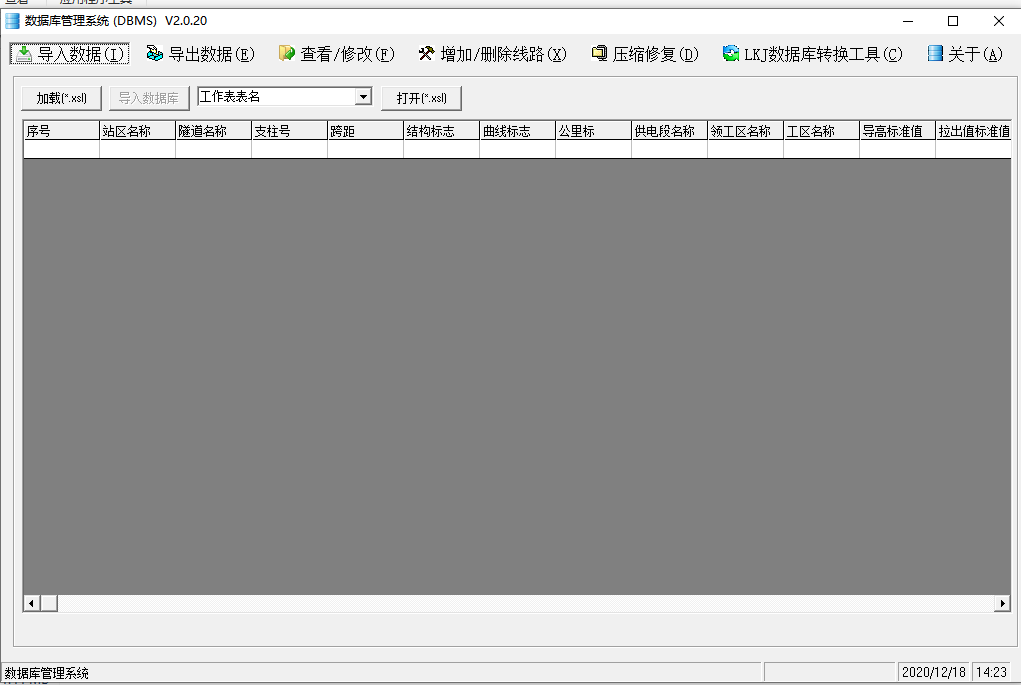 数据库管理系统 (DBMS) V2.0.20
导入数据(I) 导出数据(E) 查看/修改(F) 增加/删除线路(X) 压缩修复(D) LKJ数据库转换工具(C) 关于(A)
加载(*.xsl) 导入数据库 工作表表名 打开(*.xsl)
序号 站区名称 隧道名称 支柱号 跨距 结构标志 曲线标志 公里标 供电段名称 领工区名称 工区名称 导高标准值 拉出值标准值
数据库管理系统 2020/12/18 14:23